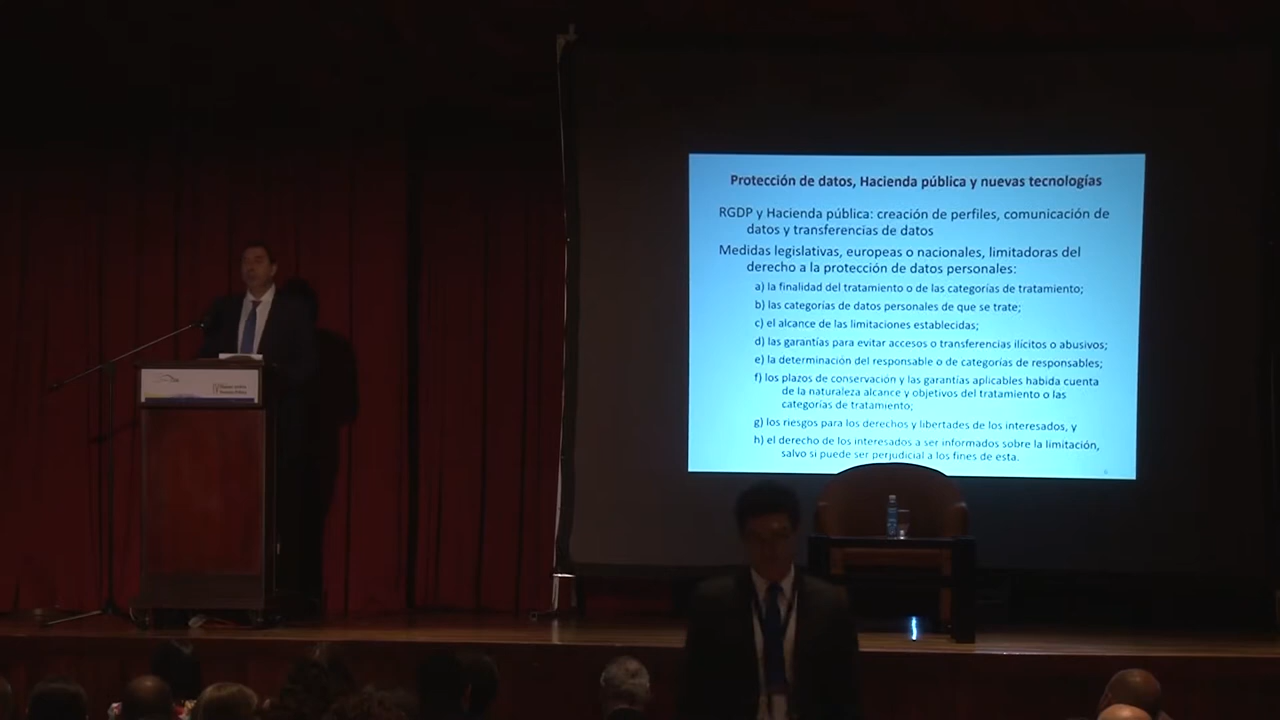 Protección de datos, Hacienda pública y nuevas tecnologías
RGDP y Hacienda pública: creación de perfiles, comunicación de
datos y transferencias de datos
Medidas legislativas, europeas o nacionales, limitadoras del
derecho a la protección de datos personales:
a) la finalidad del tratamiento o de las categorías de tratamiento;
b) las categorías de datos personales de que se trate;
c) el alcance de las limitaciones establecidas;
d) las garantías para evitar accesos o transferencias ilícitos o abusivos;
e) la determinación del responsable o de categorías de responsables;
f) los plazos de conservación y las garantías aplicables habida cuenta
de la naturaleza alcance y objetivos del tratamiento o las
categorías de tratamiento;
g) los riesgos para los derechos y libertades de los interesados, y
h) el derecho de los interesados a ser informados sobre la limitación,
salvo si puede ser perjudicial a los fines de esta.